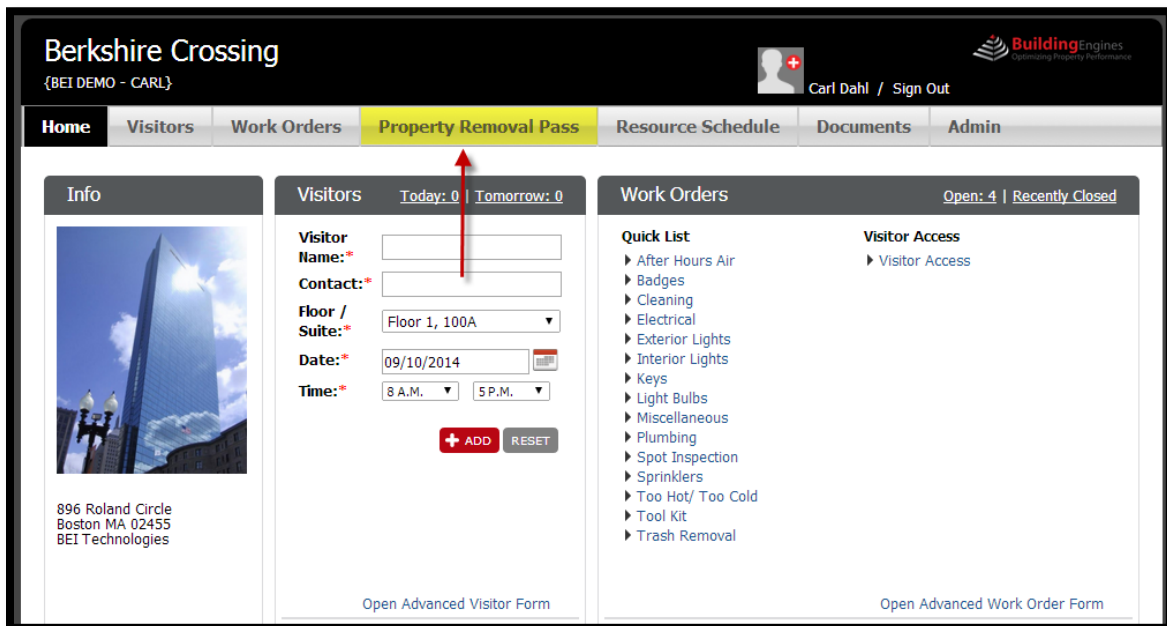 Berkshire Crossing
{BEI DEMO - CARL}
BuildingEngines
Optimizing Property Performance
Carl Dahl / Sign Out
Home Visitors Work Orders Property Removal Pass Resource Schedule Documents Admin
Info
896 Roland Circle
Boston MA 02455
BEI Technologies
Visitors Today: 0 | Tomorrow: 0
Visitor
Name:*
Contact:*
Floor /
Suite:* Floor 1, 100A
Date:* 09/10/2014
Time:* 8 A.M. 5 P.M.
ADD RESET
Open Advanced Visitor Form
Work Orders Open: 4 | Recently Closed
Quick List
After Hours Air
Badges
Cleaning
Electrical
Exterior Lights
Interior Lights
Keys
Light Bulbs
Miscellaneous
Plumbing
Spot Inspection
Sprinklers
Too Hot/ Too Cold
Tool Kit
Trash Removal
Visitor Access
Visitor Access
Open Advanced Work Order Form